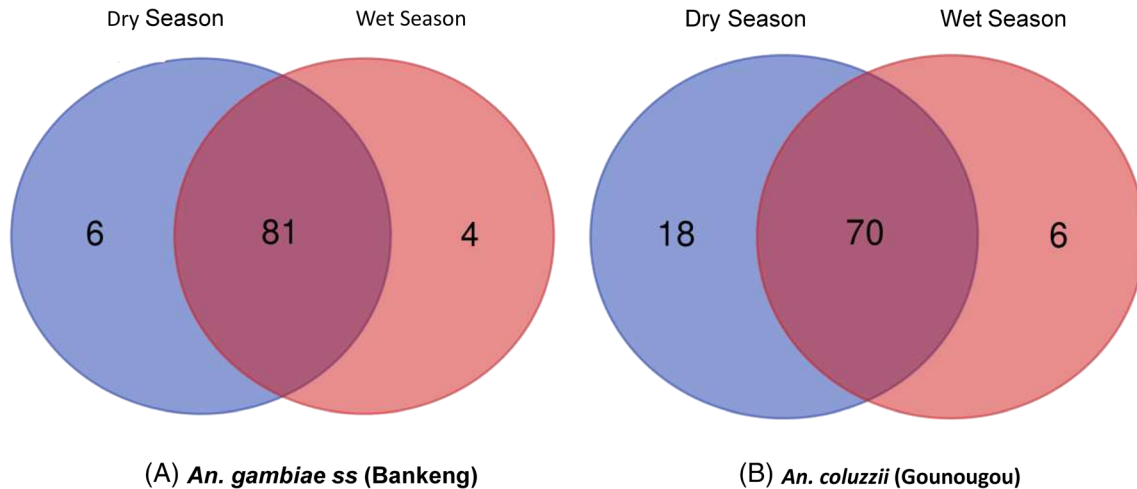 Dry Season
Wet Season
Dry Season
Wet Season
6
81
4
18
70
6
(A) An. gambiae ss (Bankeng)
(B) An. coluzzii (Gounougou)